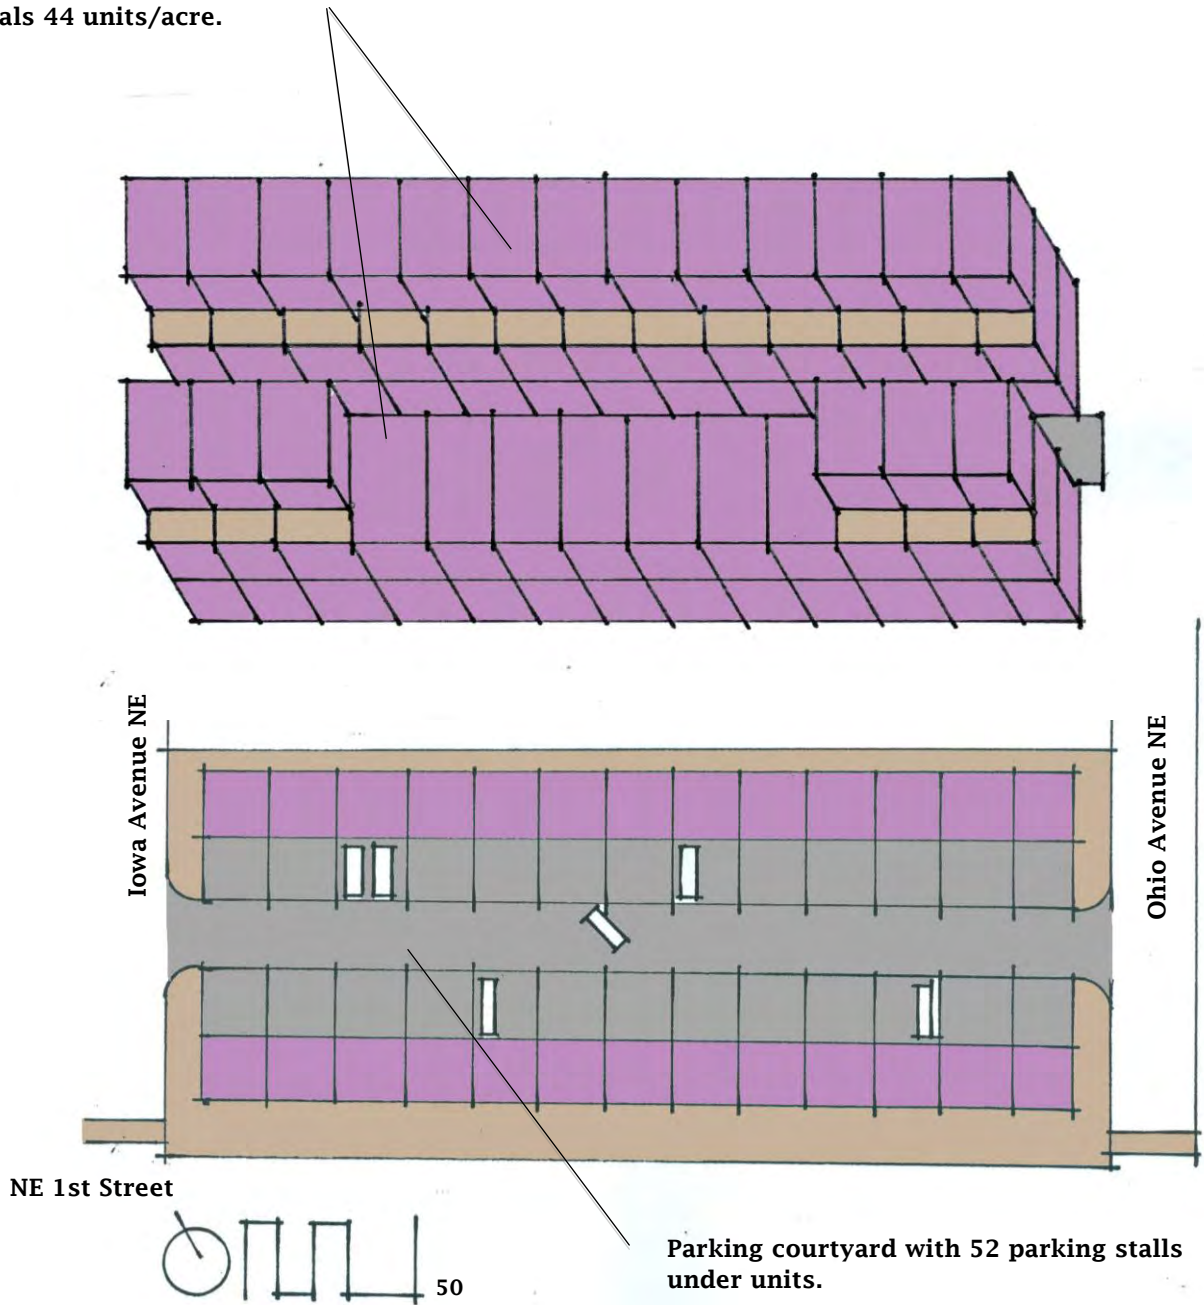 44 units/acre.
Iowa Avenue NE
Ohio Avenue NE
NE 1st Street
50
Parking courtyard with 52 parking stalls
under units.